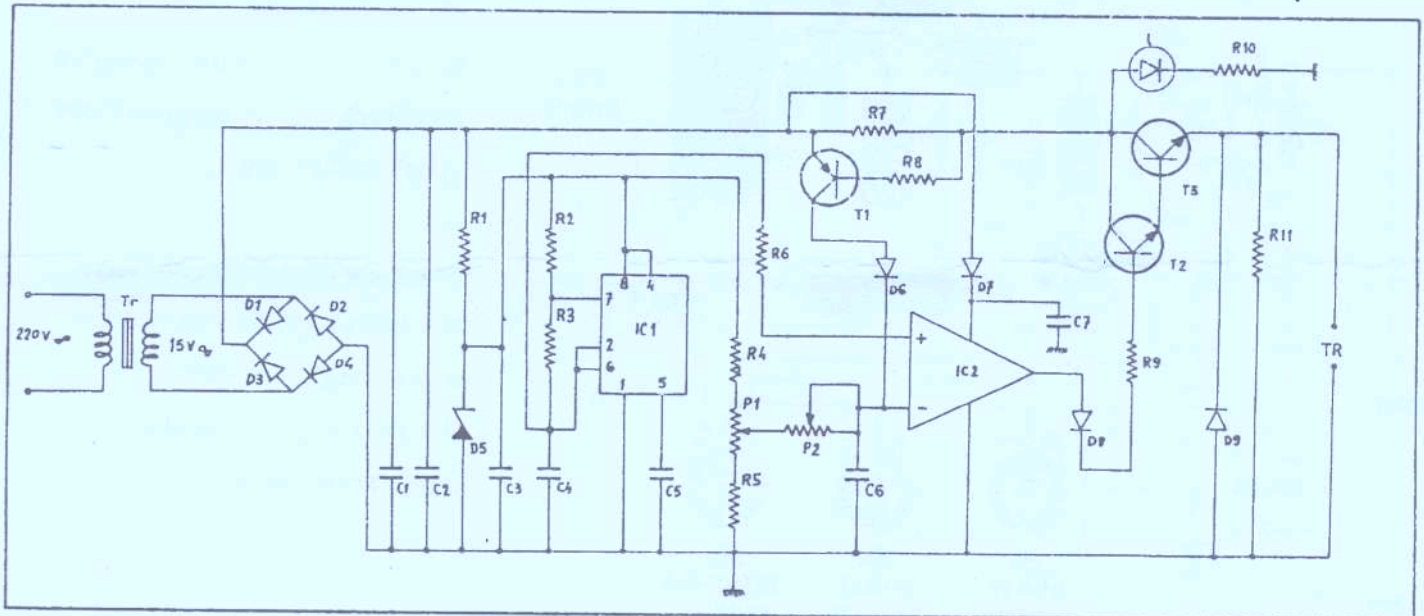 R10
R7
R8
T1
T3
T2
R11
R1
R2
R6
D6
D7
C7
8 4
7
IC1
R3
2
6
1 5
Tr
D1
D2
220V
15V
D3
D4
R4
+
IC2
-
R9
TR
P1
P2
D5
D8
D9
R5
C1
C2
C3
C4
C5
C6